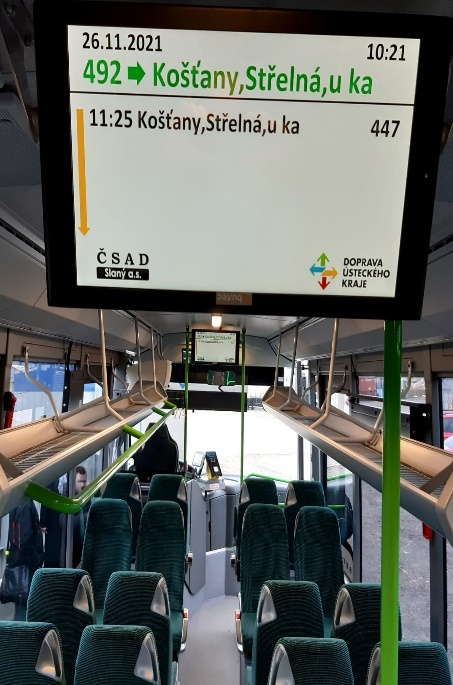 26.11.2021 10:21
492 → Košťany,Střelná,u ka
11:25 Košťany,Střelná,u ka 447
ČSAD
Slaný a.s.
DOPRAVA
ÚSTECKÉHO
KRAJE
buTec